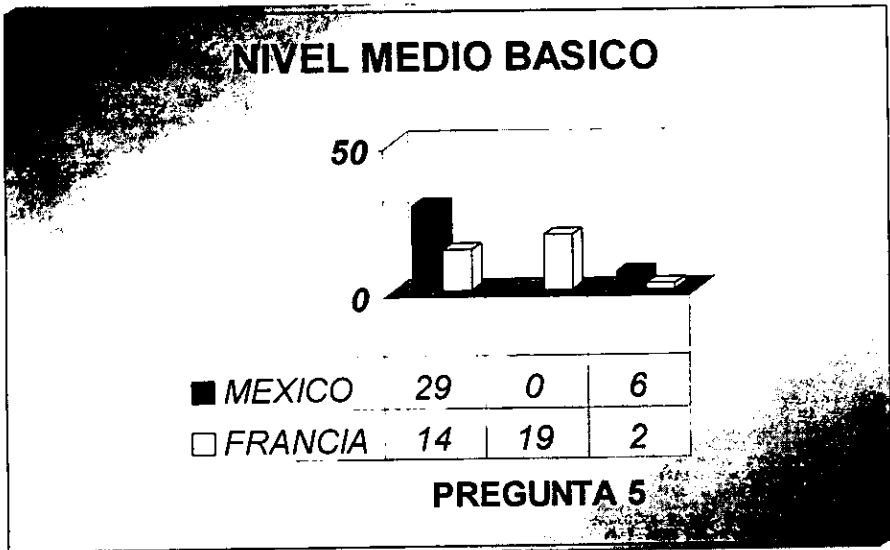 NIVEL MEDIO BASICO
50
0
MEXICO 29 0 6
FRANCIA 14 19 2
PREGUNTA 5